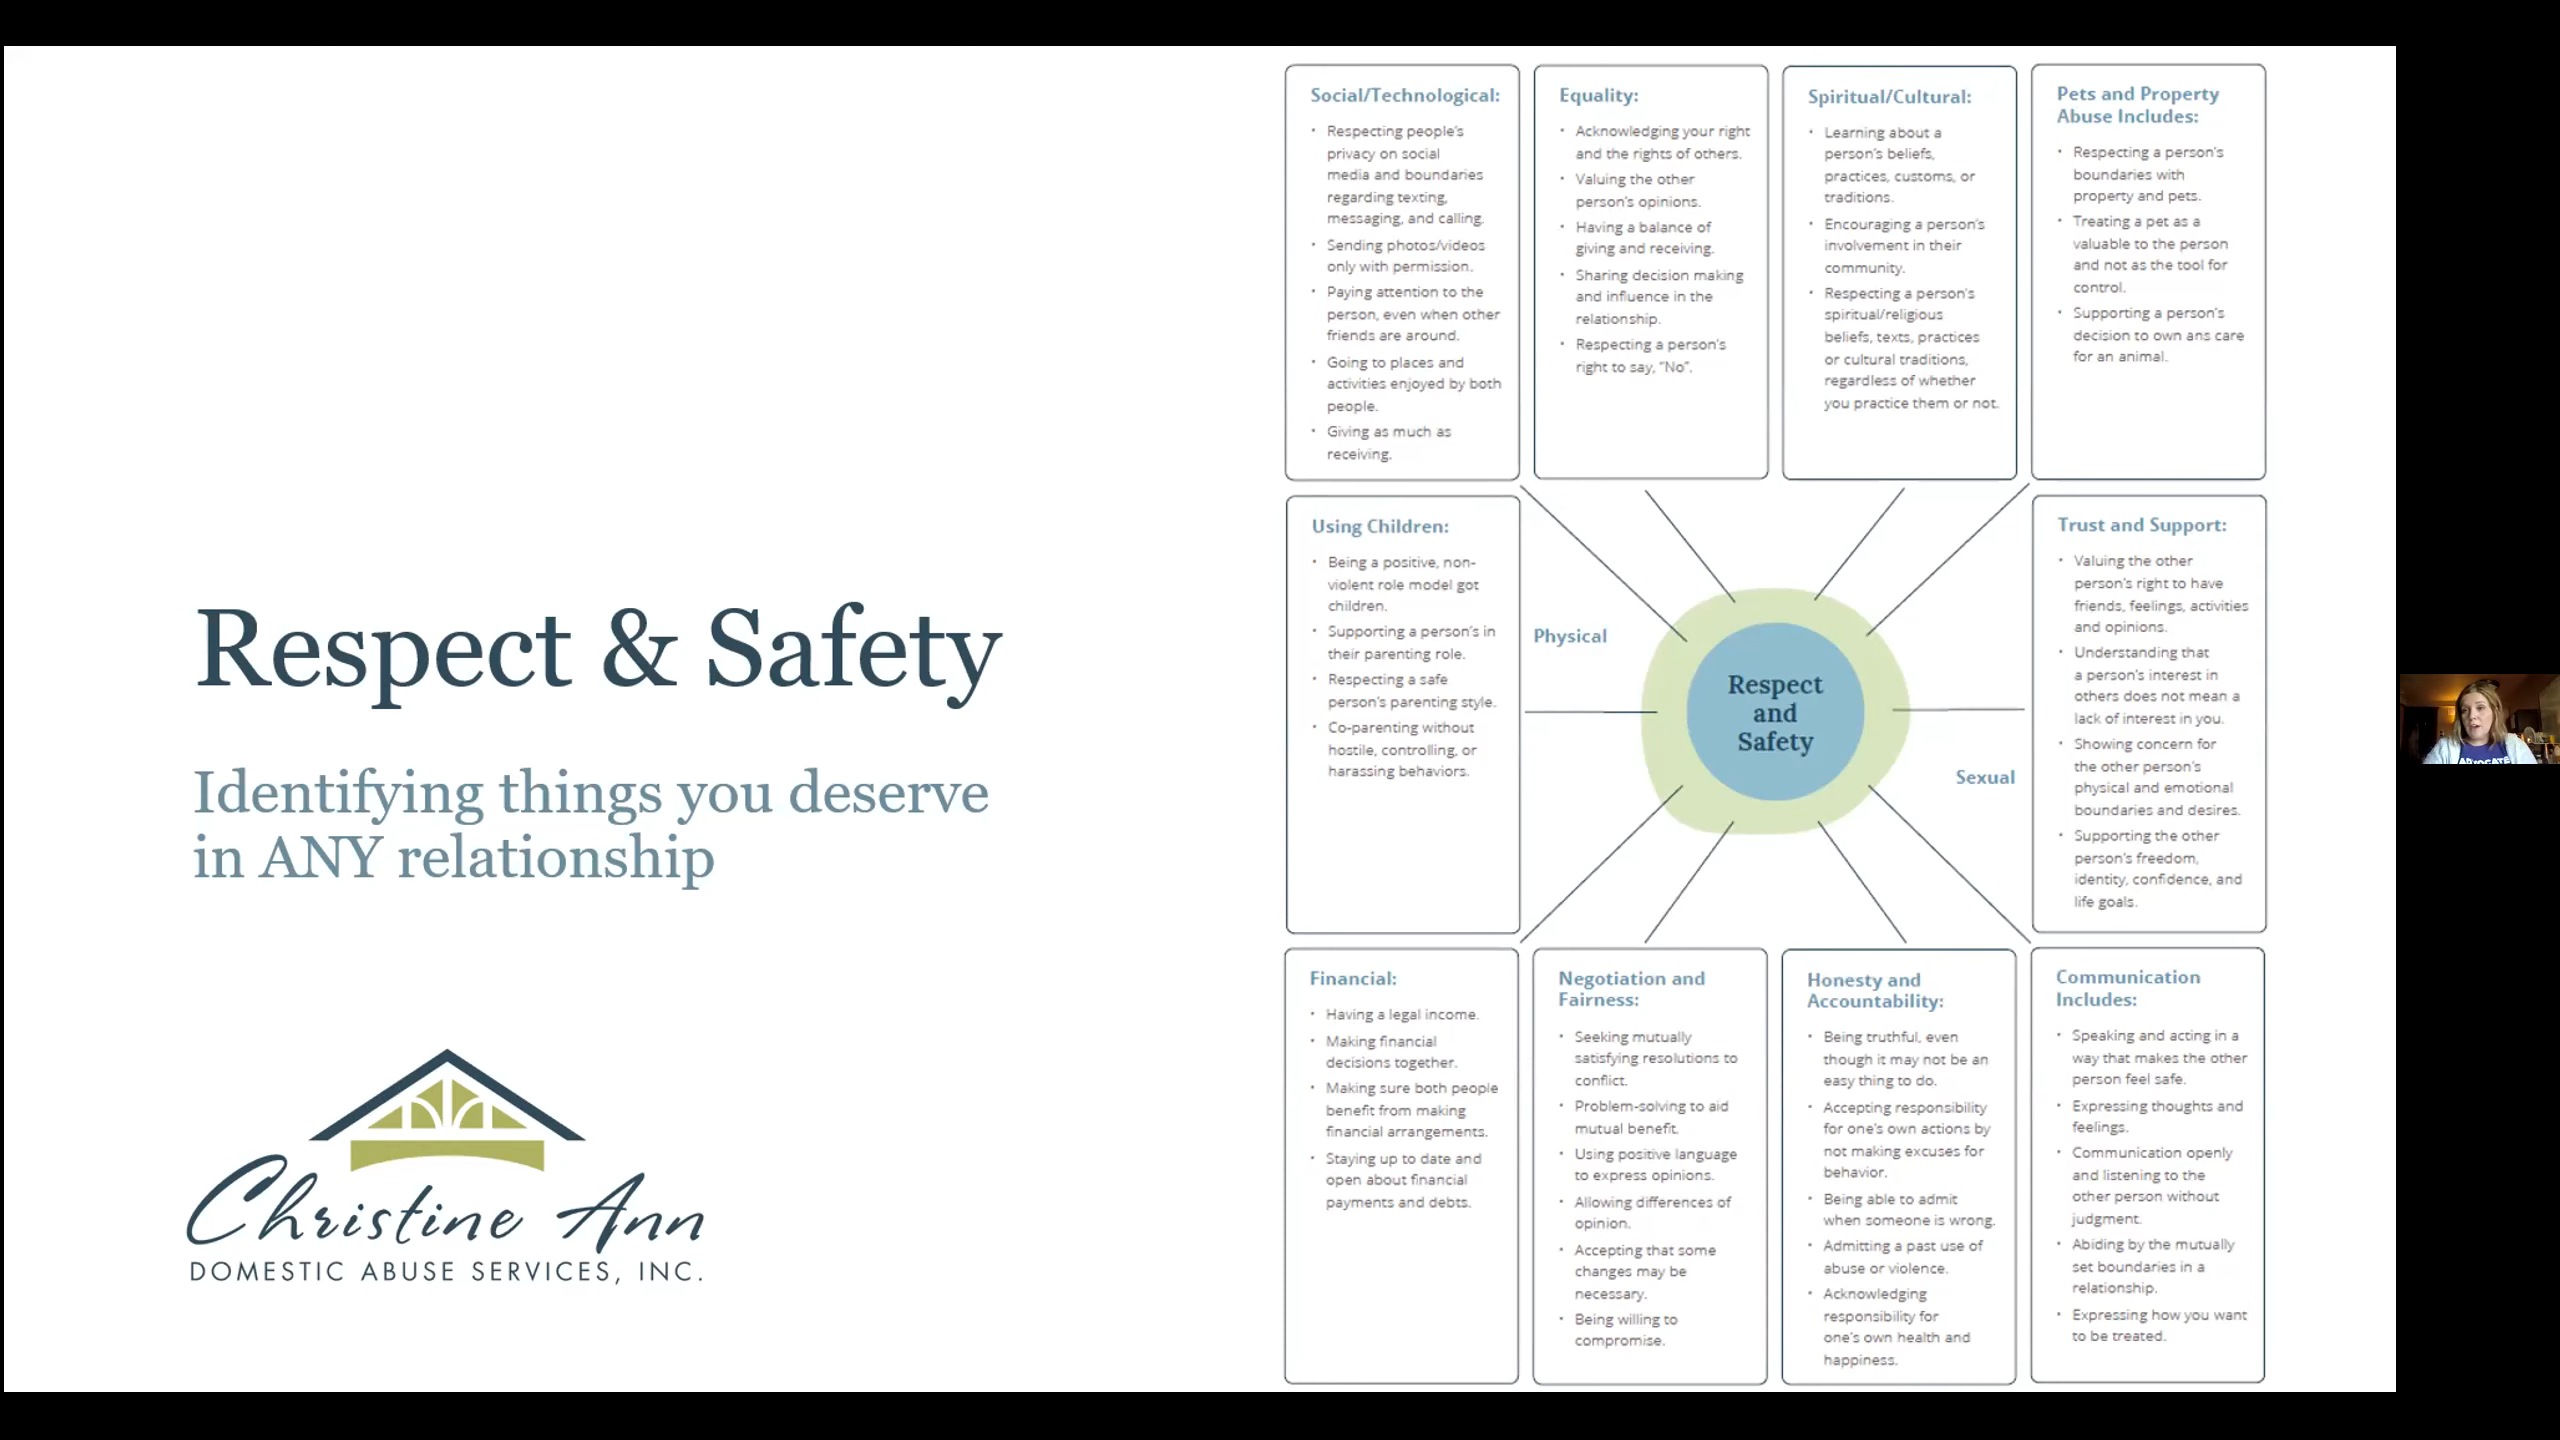 Respect & Safety
Identifying things you deserve
in ANY relationship
Christine Ann
DOMESTIC ABUSE SERVICES, INC.
Social/Technological:
• Respecting people's
privacy on social
media and boundaries
regarding texting,
messaging, and calling.
• Sending photos/videos
only with permission.
• Paying attention to the
person, even when other
friends are around.
• Going to places and
activities enjoyed by both
people.
• Giving as much as
receiving.
Equality:
• Acknowledging your right
and the rights of others.
• Valuing the other
person's opinions.
• Having a balance of
giving and receiving.
• Sharing decision making
and influence in the
relationship.
• Respecting a person's
right to say, "No".
Spiritual/Cultural:
• Learning about a
person's beliefs,
practices, customs, or
traditions.
• Encouraging a person's
involvement in their
community.
• Respecting a person's
spiritual/religious
beliefs, texts, practices
or cultural traditions,
regardless of whether
you practice them or not.
Pets and Property
Abuse Includes:
• Respecting a person's
boundaries with
property and pets.
• Treating a pet as a
valuable to the person
and not as the tool for
control.
• Supporting a person's
decision to own ans care
for an animal.
Using Children:
• Being a positive, non-
violent role model got
children.
• Supporting a person's in
their parenting role.
• Respecting a safe
person's parenting style.
• Co-parenting without
hostile, controlling, or
harassing behaviors.
Physical
Respect
and
Safety
Sexual
Trust and Support:
• Valuing the other
person's right to have
friends, feelings, activities
and opinions.
• Understanding that
a person's interest in
others does not mean a
lack of interest in you.
• Showing concern for
the other person's
physical and emotional
boundaries and desires.
• Supporting the other
person's freedom,
identity, confidence, and
life goals.
Financial:
• Having a legal income.
• Making financial
decisions together.
• Making sure both people
benefit from making
financial arrangements.
• Staying up to date and
open about financial
payments and debts.
Negotiation and
Fairness:
• Seeking mutually
satisfying resolutions to
conflict.
• Problem-solving to aid
mutual benefit.
• Using positive language
to express opinions.
• Allowing differences of
opinion.
• Accepting that some
changes may be
necessary.
• Being willing to
compromise.
Honesty and
Accountability:
• Being truthful, even
though it may not be an
easy thing to do.
• Accepting responsibility
for one's own actions by
not making excuses for
behavior.
• Being able to admit
when someone is wrong.
• Admitting a past use of
abuse or violence.
• Acknowledging
responsibility for
one's own health and
happiness.
Communication
Includes:
• Speaking and acting in a
way that makes the other
person feel safe.
• Expressing thoughts and
feelings.
• Communication openly
and listening to the
other person without
judgment.
• Abiding by the mutually
set boundaries in a
relationship.
• Expressing how you want
to be treated.
ADVOCATE